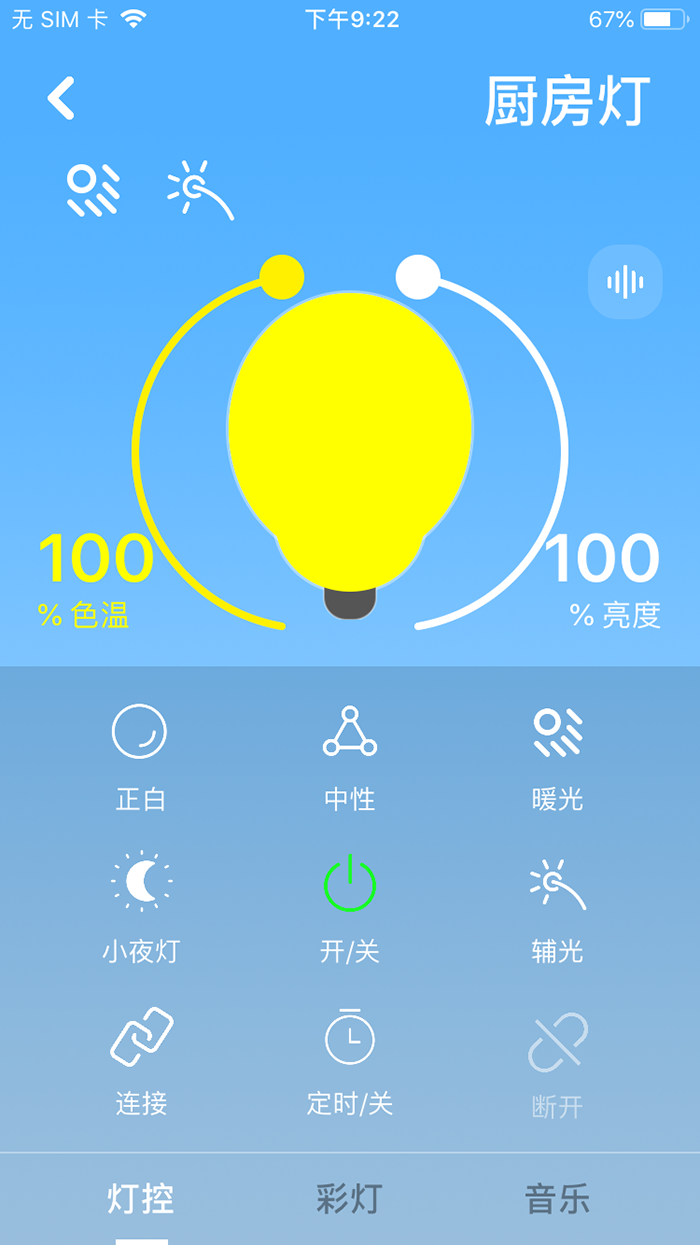 无 SIM 卡 下午9:22 67%
厨房灯
100 100
% 色温 % 亮度
正白 中性 暖光
小夜灯 开/关 辅光
连接 定时/关 断开
灯控 彩灯 音乐